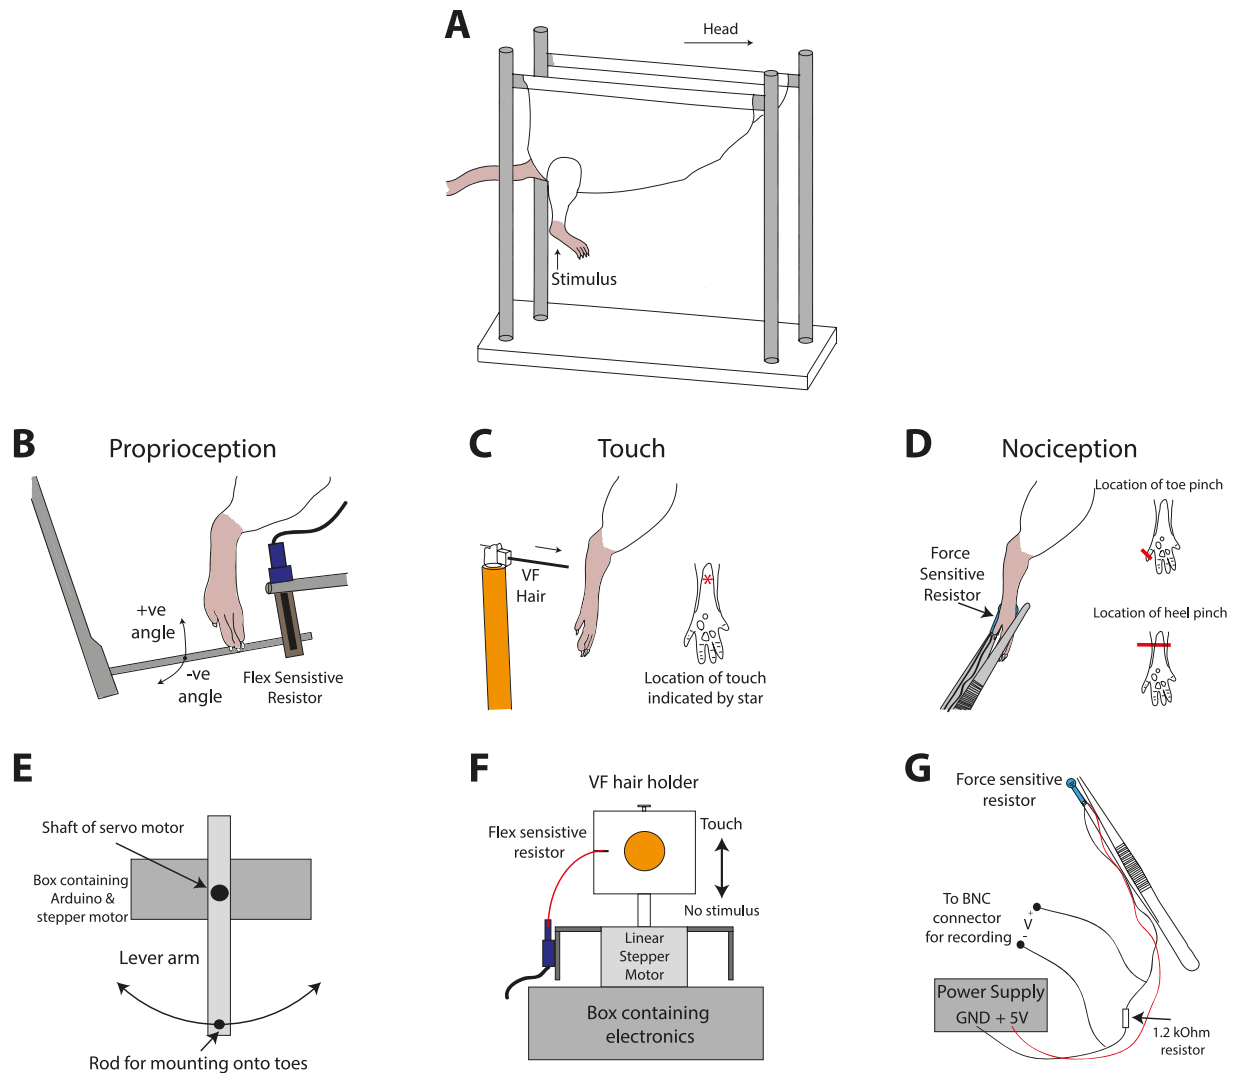 A
Head
Stimulus
B
Proprioception
+ve
angle
-ve
angle
Flex Sensistive
Resistor
C
Touch
VF
Hair
*
Location of touch
indicated by star
D
Nociception
Location of toe pinch
Force
Sensitive
Resistor
Location of heel pinch
E
Shaft of servo motor
Box containing
Arduino &
stepper motor
Lever arm
Rod for mounting onto toes
F
VF hair holder
Flex sensistive
resistor
Touch
No stimulus
Linear
Stepper
Motor
Box containing
electronics
G
Force sensitive
resistor
To BNC
connector
for recording
+
V
-
Power Supply
GND + 5V
1.2 kOhm
resistor